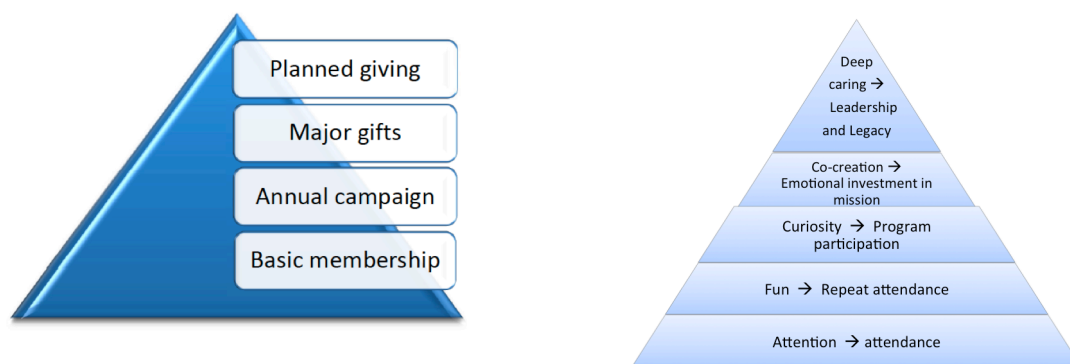 Planned giving
Major gifts
Annual campaign
Basic membership
Deep
caring →
Leadership
and Legacy
Co-creation →
Emotional investment in
mission
Curiosity → Program
participation
Fun → Repeat attendance
Attention → attendance